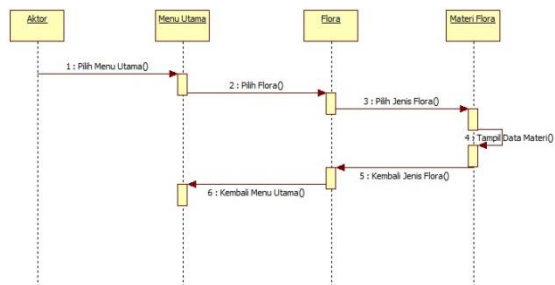 Aktor
Menu Utama
Flora
Materi Flora
1 : Pilih Menu Utama()
2 : Pilih Flora()
3 : Pilih Jenis Flora()
4 : Tampil Data Materi()
5 : Kembali Jenis Flora()
6 : Kembali Menu Utama()